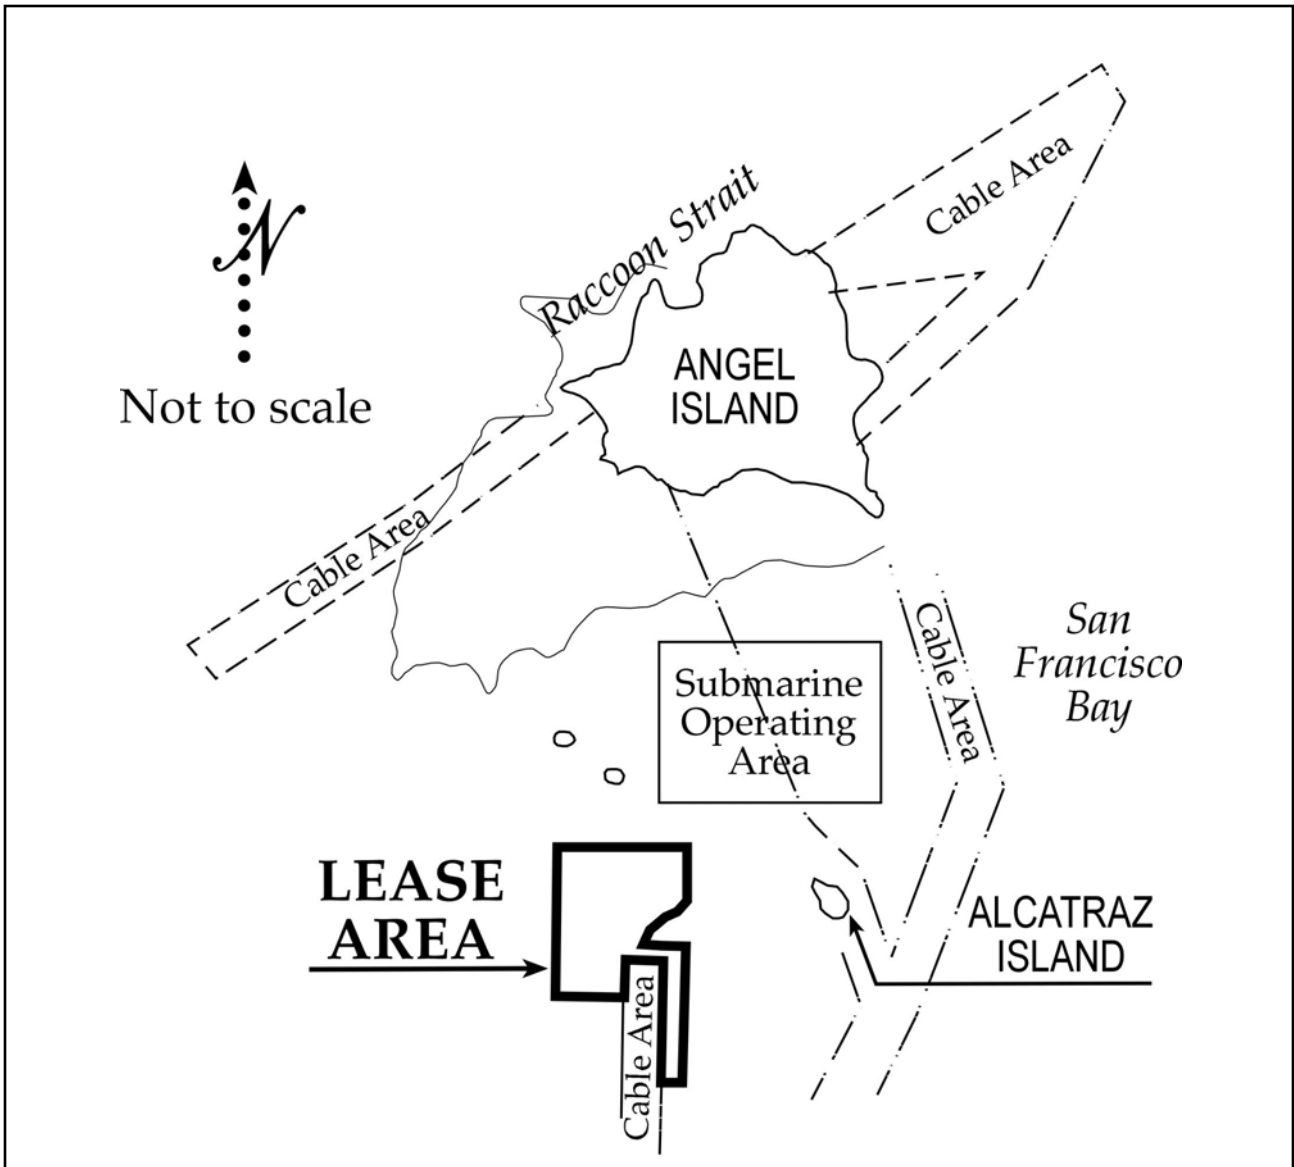 Cable Area
Raccoon Strait
N
Not to scale
ANGEL
ISLAND
Cable Area
Cable Area
San
Francisco
Bay
Submarine
Operating
Area
LEASE
AREA
ALCATRAZ
ISLAND
Cable Area